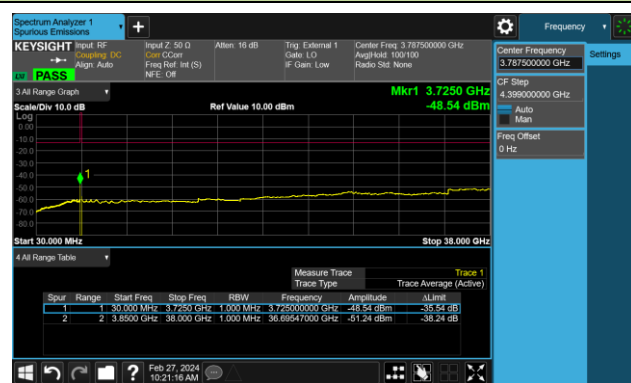 Spectrum Analyzer 1
Spurious Emissions
Frequency
KEYSIGHT
Input: RF
Coupling: DC
Align: Auto
Input Z: 50 Ω
Corr CCorr
Freq Ref: Int (S)
NFE: Off
Atten: 16 dB
Trig: External 1
Gate: LO
IF Gain: Low
Center Freq: 3.787500000 GHz
Avg|Hold: 100/100
Radio Std: None
PASS
Center Frequency
3.787500000 GHz
Settings
CF Step
4.399000000 GHz
Auto
Man
Freq Offset
0 Hz
3 All Range Graph
Mkr1 3.7250 GHz
Scale/Div 10.0 dB
Ref Value 10.00 dBm
-48.54 dBm
Log
0.00
-10.0
-20.0
-30.0
-40.0
-50.0
-60.0
-70.0
-80.0
1
Start 30.000 MHz
Stop 38.000 GHz
4 All Range Table
Measure Trace Trace 1
Trace Type Trace Average (Active)
Spur Range Start Freq Stop Freq RBW Frequency Amplitude ΔLimit
1 1 30.000 MHz 3.7250 GHz 1.000 MHz 3.725000000 GHz -48.54 dBm -35.54 dB
2 2 3.8500 GHz 38.000 GHz 1.000 MHz 36.69547000 GHz -51.24 dBm -38.24 dB
Feb 27, 2024
10:21:16 AM